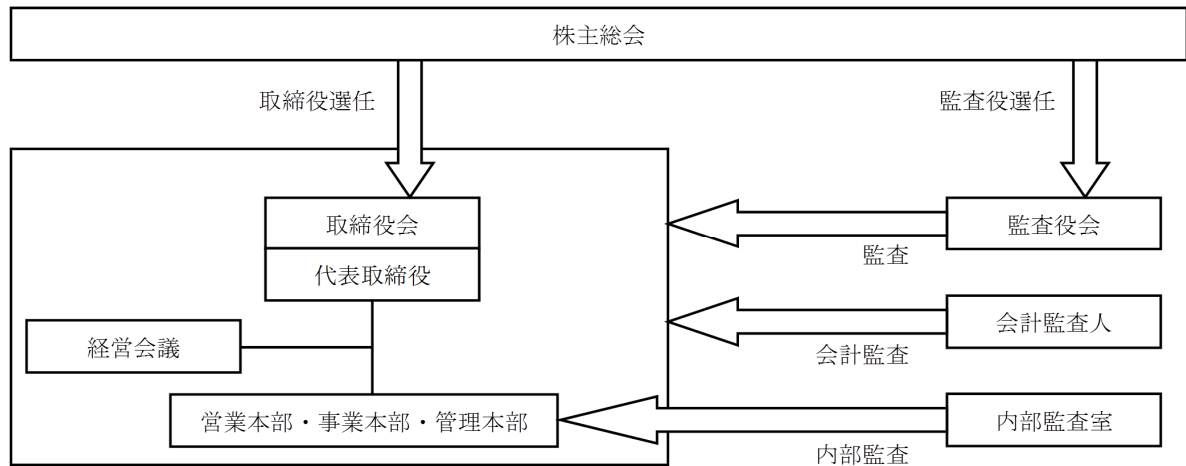 株主総会
取締役選任
監査役選任
取締役会
監査役会
監査
代表取締役
経営会議
会計監査人
会計監査
営業本部・事業本部・管理本部
内部監査室
内部監査